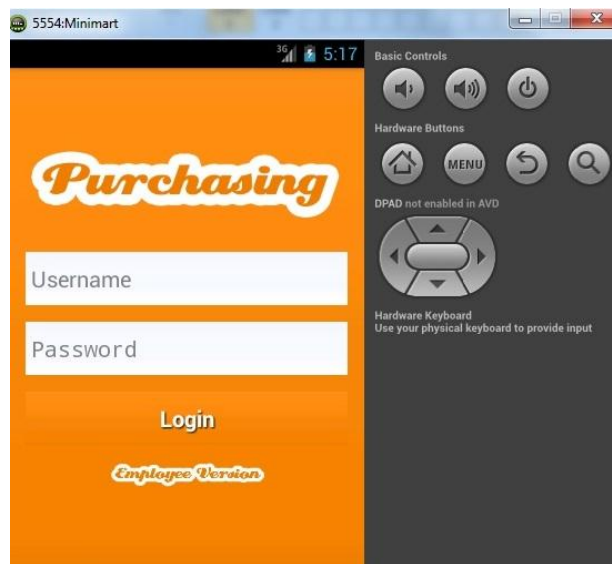 5554:Minimart
3G 5:17
Purchasing
Username
Password
Login
Employee Version
Basic Controls
Hardware Buttons
MENU
DPAD not enabled in AVD
Hardware Keyboard
Use your physical keyboard to provide input